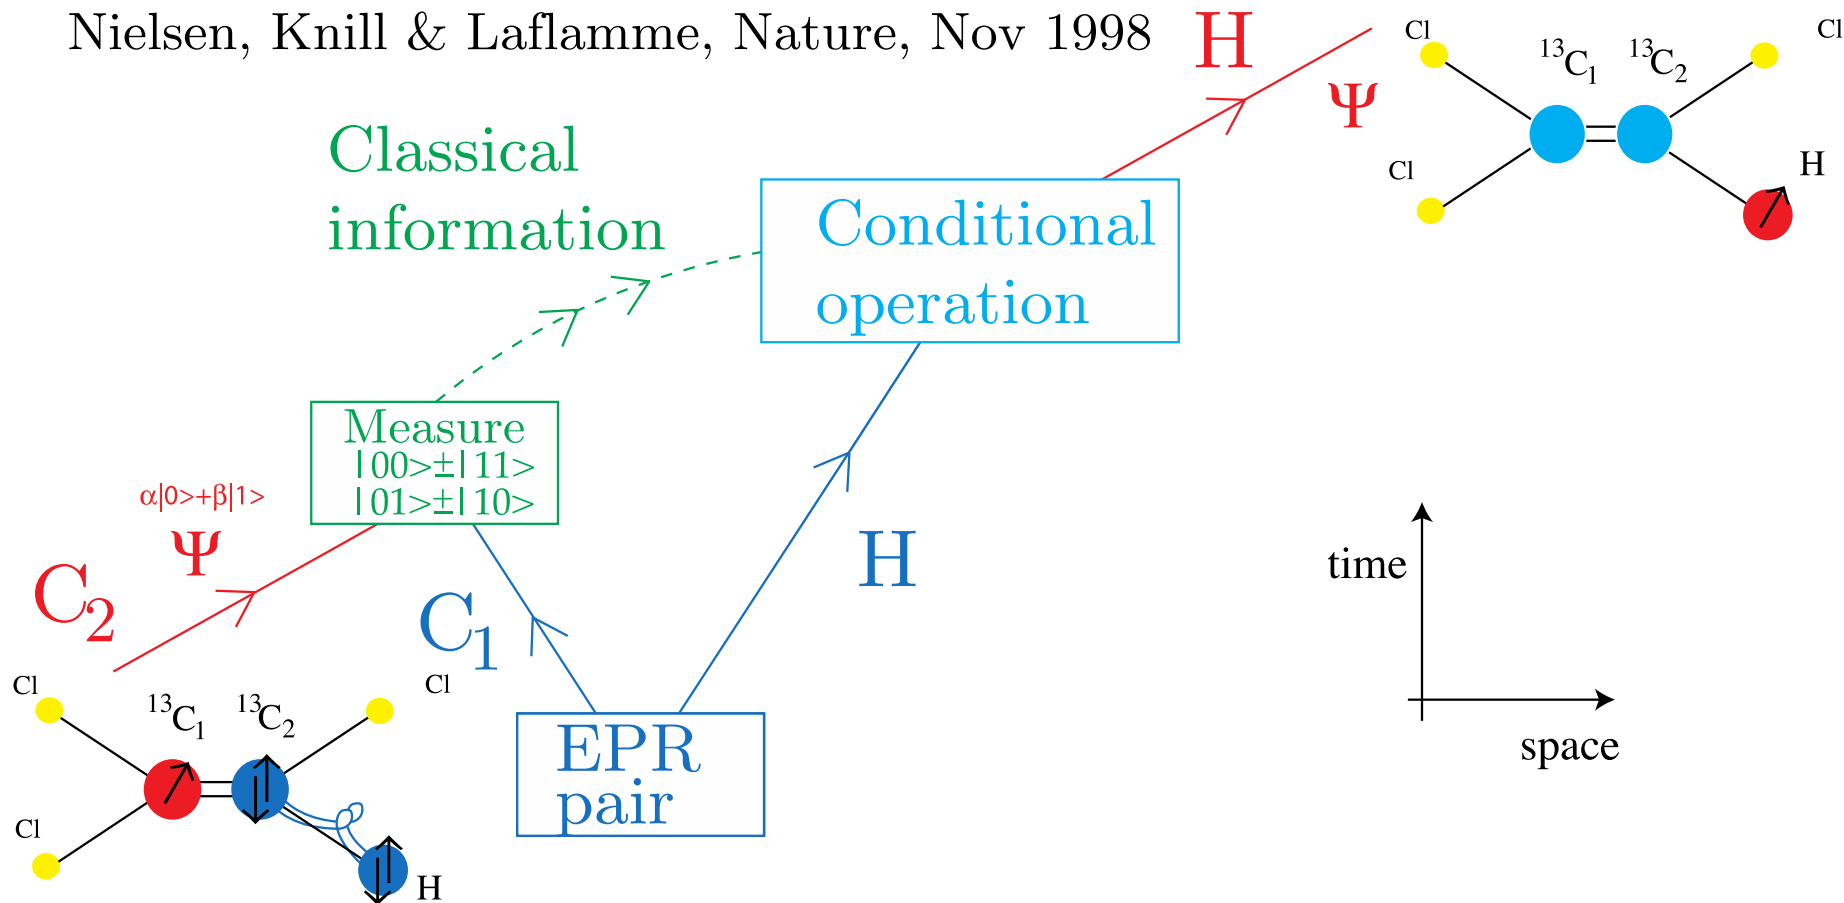 Nielsen, Knill & Laflamme, Nature, Nov 1998
H
Ψ
Cl
¹³C₁
¹³C₂
Cl
Cl
H
Classical
information
Conditional
operation
Measure
|00>±|11>
|01>±|10>
α|0>+β|1>
Ψ
C₂
C₁
H
time
space
EPR
pair
Cl
¹³C₁
¹³C₂
Cl
Cl
H